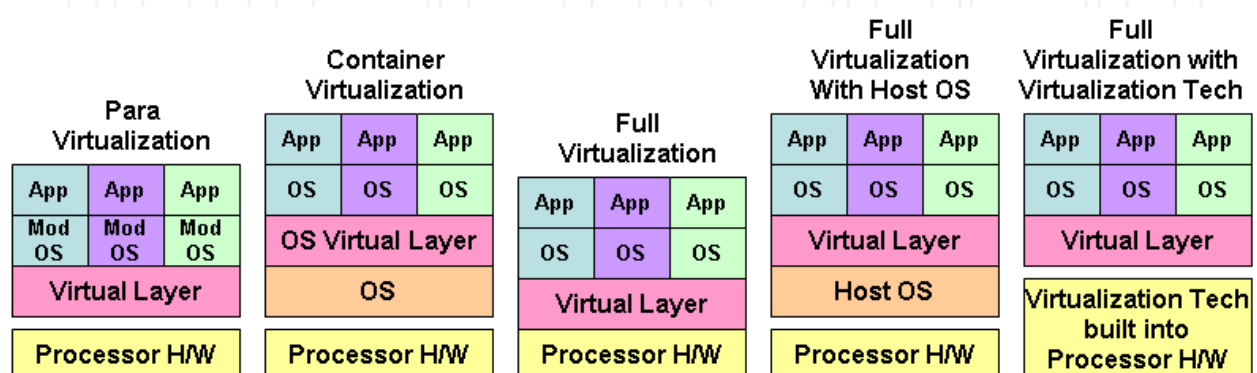 Para
Virtualization
App App App
Mod Mod Mod
OS OS OS
Virtual Layer
Processor H/W
Container
Virtualization
App App App
OS OS OS
OS Virtual Layer
OS
Processor H/W
Full
Virtualization
App App App
OS OS OS
Virtual Layer
Processor H/W
Full
Virtualization
With Host OS
App App App
OS OS OS
Virtual Layer
Host OS
Processor H/W
Full
Virtualization with
Virtualization Tech
App App App
OS OS OS
Virtual Layer
Virtualization Tech
built into
Processor H/W